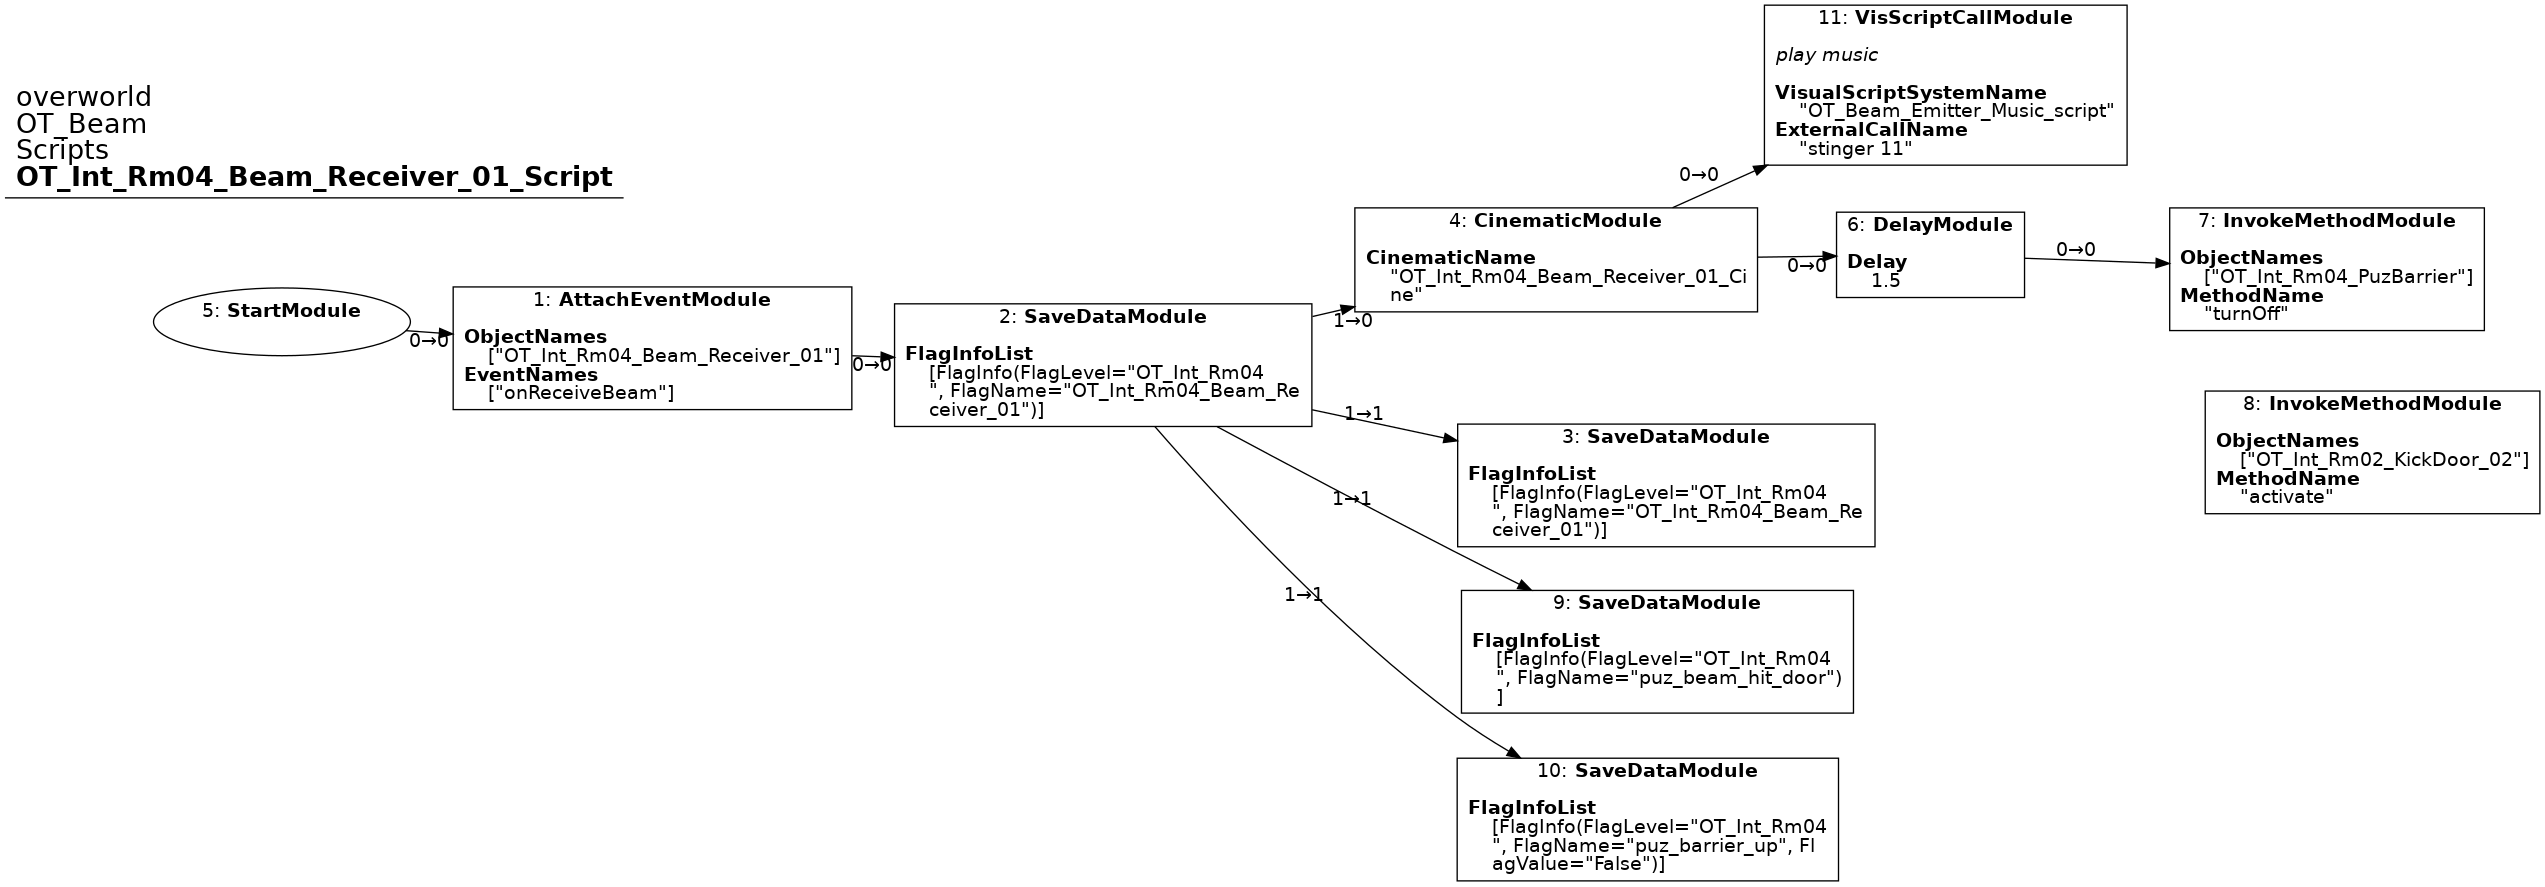 overworld
OT_Beam
Scripts
OT_Int_Rm04_Beam_Receiver_01_Script
5: StartModule
0→0
1: AttachEventModule
ObjectNames
["OT_Int_Rm04_Beam_Receiver_01"]
EventNames
["onReceiveBeam"]
0→0
2: SaveDataModule
FlagInfoList
[FlagInfo(FlagLevel="OT_Int_Rm04
", FlagName="OT_Int_Rm04_Beam_Re
ceiver_01")]
1→0
1→1
1→1
1→1
4: CinematicModule
CinematicName
"OT_Int_Rm04_Beam_Receiver_01_Ci
ne"
0→0
0→0
11: VisScriptCallModule
play music
VisualScriptSystemName
"OT_Beam_Emitter_Music_script"
ExternalCallName
"stinger 11"
6: DelayModule
Delay
1.5
0→0
7: InvokeMethodModule
ObjectNames
["OT_Int_Rm04_PuzBarrier"]
MethodName
"turnOff"
8: InvokeMethodModule
ObjectNames
["OT_Int_Rm02_KickDoor_02"]
MethodName
"activate"
3: SaveDataModule
FlagInfoList
[FlagInfo(FlagLevel="OT_Int_Rm04
", FlagName="OT_Int_Rm04_Beam_Re
ceiver_01")]
9: SaveDataModule
FlagInfoList
[FlagInfo(FlagLevel="OT_Int_Rm04
", FlagName="puz_beam_hit_door")
]
10: SaveDataModule
FlagInfoList
[FlagInfo(FlagLevel="OT_Int_Rm04
", FlagName="puz_barrier_up", Fl
agValue="False")]